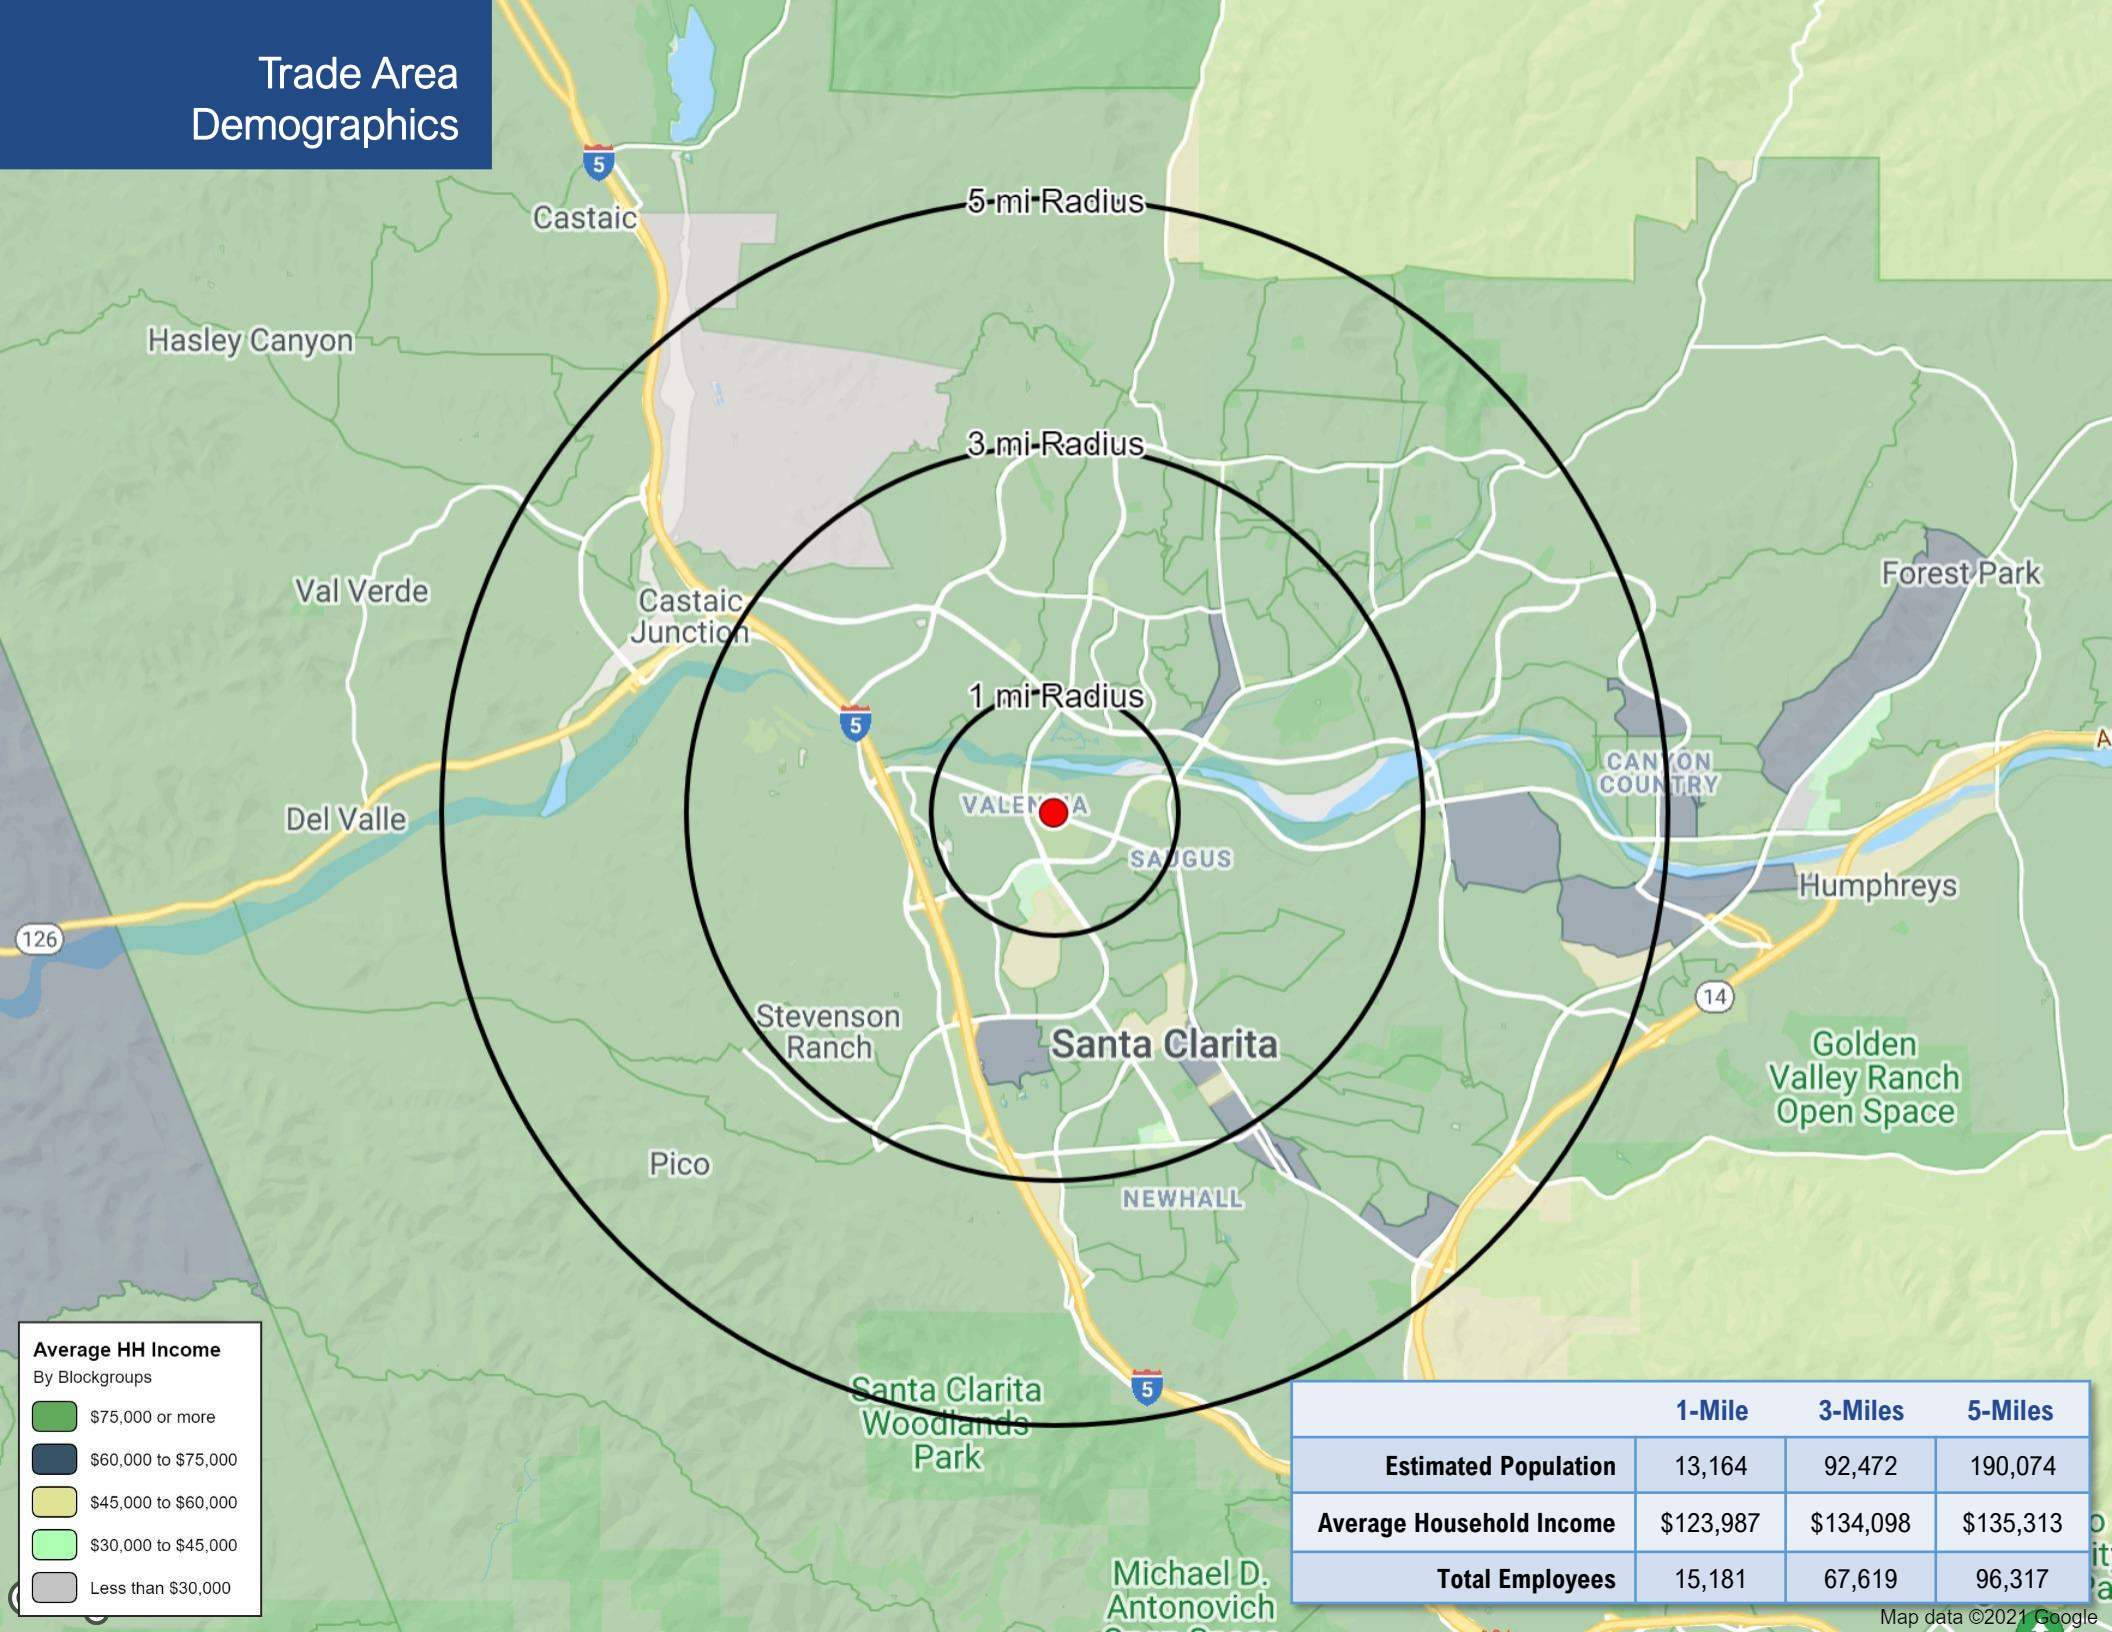 Trade Area
Demographics
5
Castaic
5 mi Radius
Hasley Canyon
3 mi Radius
Val Verde
Castaic
Junction
Forest Park
1 mi Radius
5
CANYON
COUNTRY
Del Valle
VALEN A
SAUGUS
Humphreys
126
14
Stevenson
Ranch
Santa Clarita
Golden
Valley Ranch
Open Space
Pico
NEWHALL
Average HH Income
By Blockgroups
$75,000 or more
$60,000 to $75,000
$45,000 to $60,000
$30,000 to $45,000
Less than $30,000
Santa Clarita
Woodlands
Park
5
1-Mile 3-Miles 5-Miles
Estimated Population 13,164 92,472 190,074
Average Household Income $123,987 $134,098 $135,313
Total Employees 15,181 67,619 96,317
Michael D.
Antonovich
Map data ©2021 Google